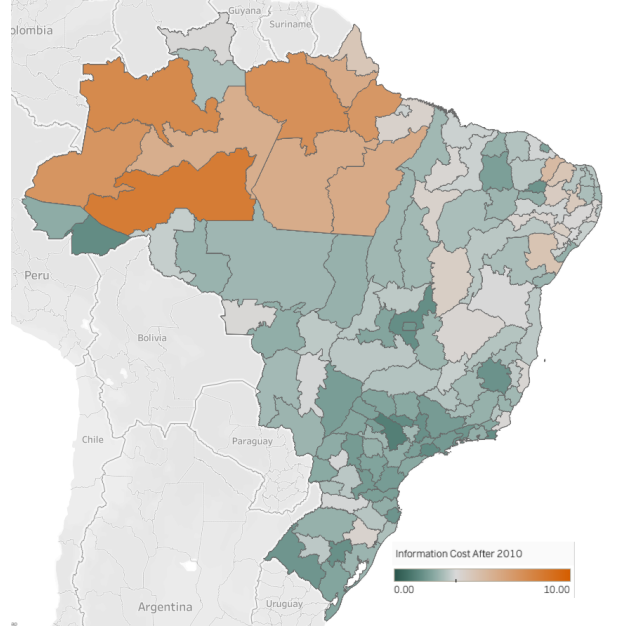 Guyana
olombia
Suriname
Peru
Bolivia
Chile
Paraguay
Information Cost After 2010
0.00
10.00
Argentina
Uruguay